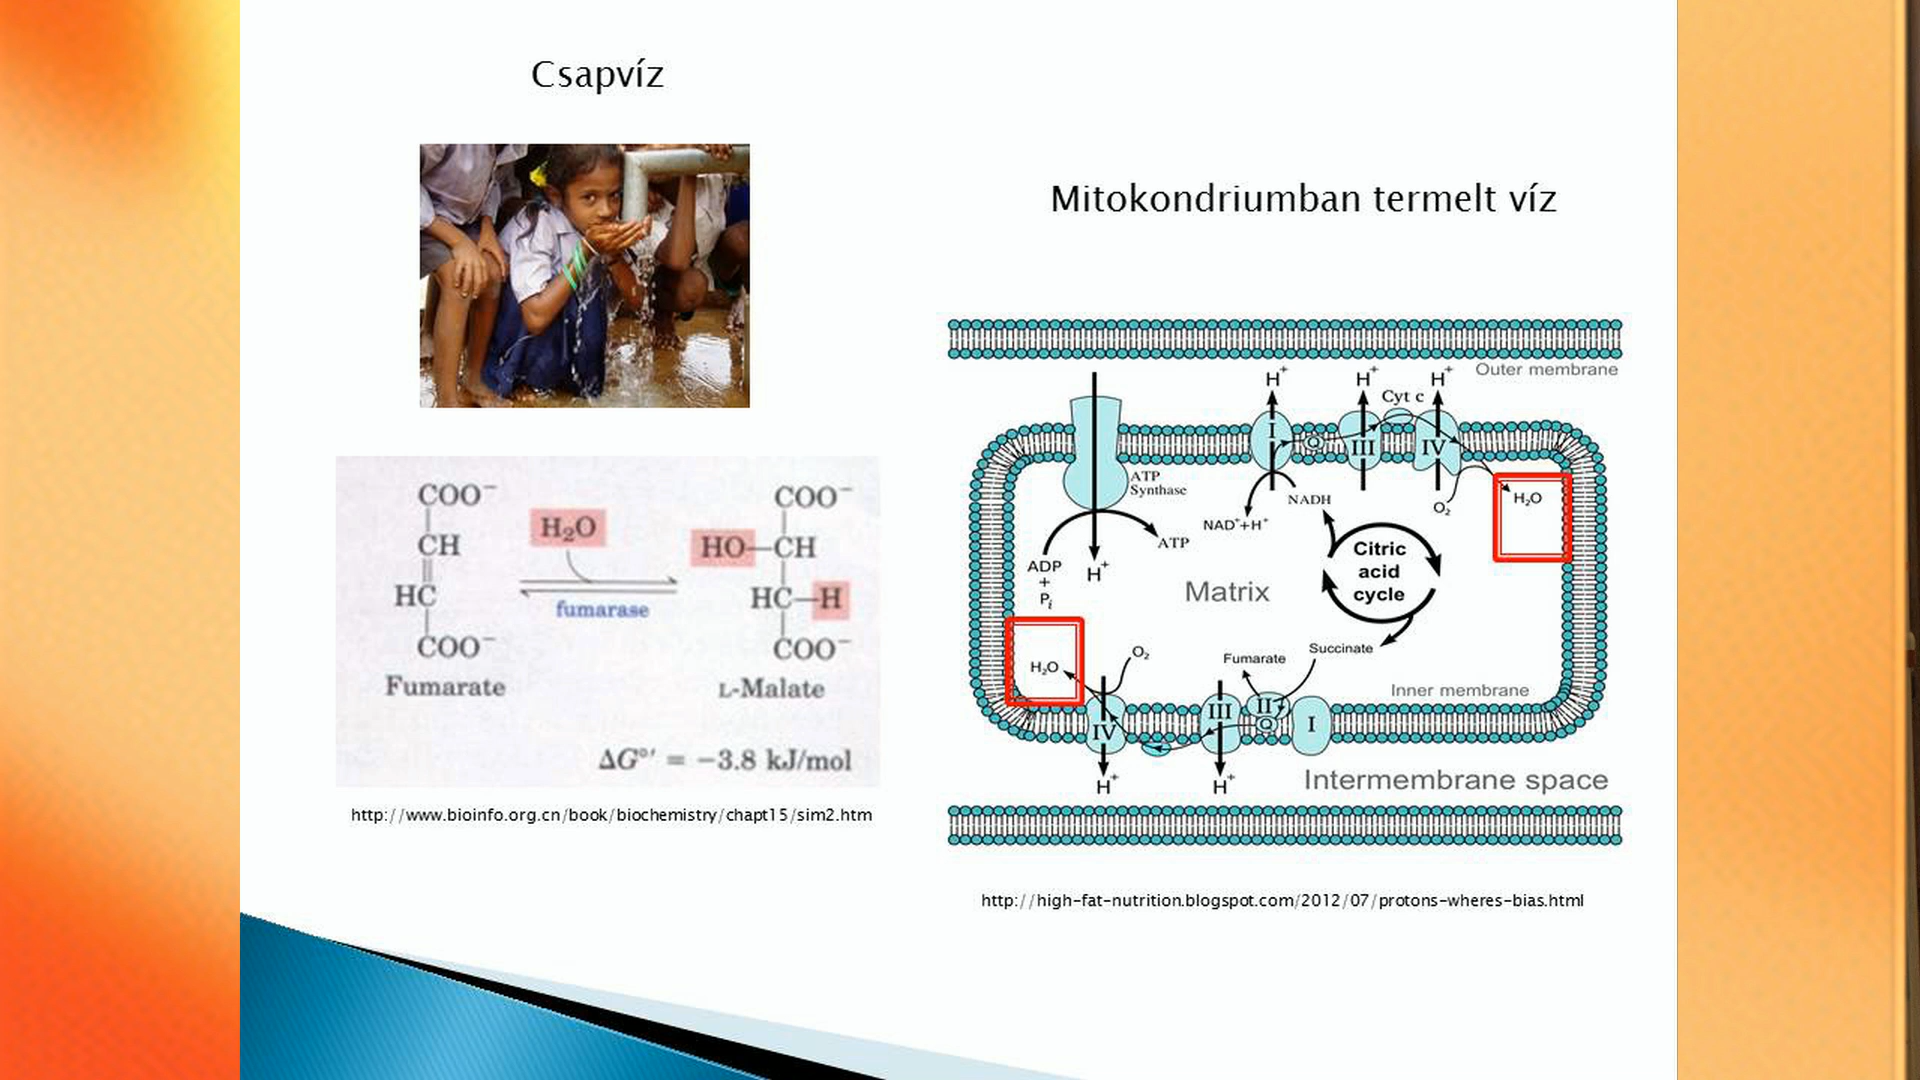 Csapvíz
COO⁻
CH
HC
COO⁻
Fumarate
H₂O
fumarase
COO⁻
HO—CH
HC—H
COO⁻
L-Malate
ΔG°′ = −3.8 kJ/mol
http://www.bioinfo.org.cn/book/biochemistry/chapt15/sim2.htm
Mitokondriumban termelt víz
Outer membrane
H⁺
H⁺
H⁺
Cyt c
I
Q
III
IV
ATP
Synthase
NADH
O₂
H₂O
NAD⁺+H⁺
ATP
ADP
+
Pi
H⁺
Matrix
Citric
acid
cycle
H₂O
O₂
Fumarate
Succinate
Inner membrane
IV
III
II
Q
I
H⁺
H⁺
Intermembrane space
http://high-fat-nutrition.blogspot.com/2012/07/protons-wheres-bias.html